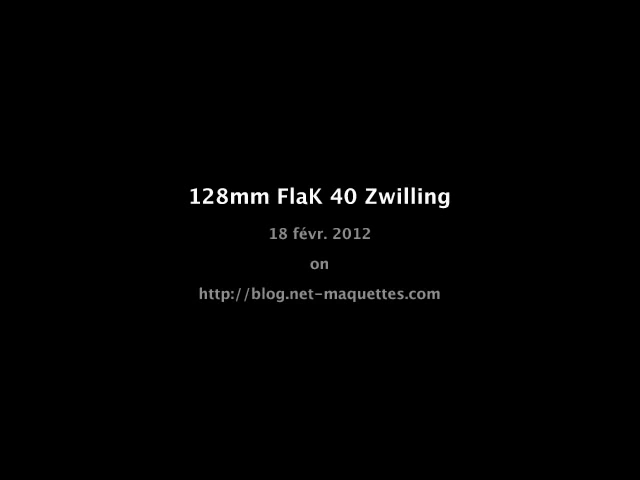 128mm FlaK 40 Zwilling
18 févr. 2012
on
http://blog.net-maquettes.com